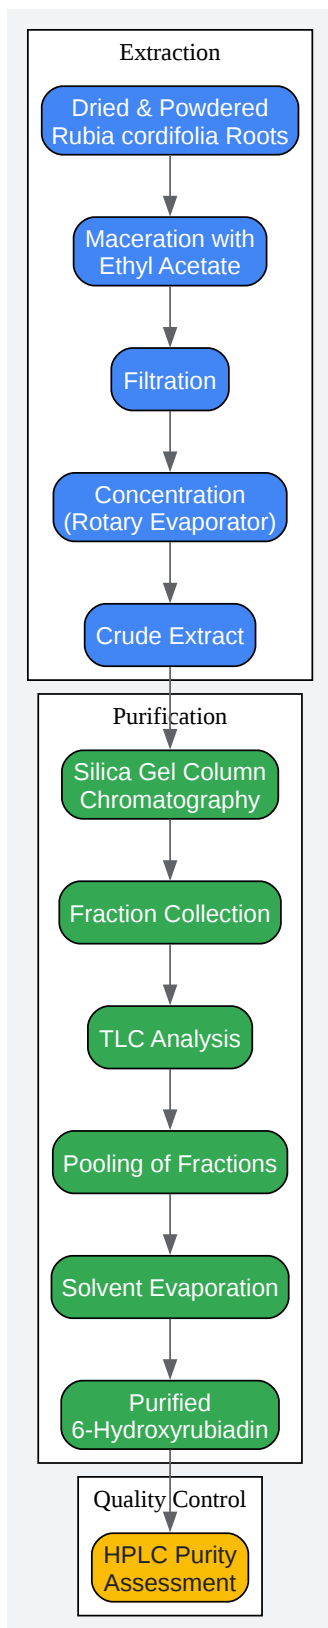 Extraction
Dried & Powdered
Rubia cordifolia Roots
Maceration with
Ethyl Acetate
Filtration
Concentration
(Rotary Evaporator)
Crude Extract
Purification
Silica Gel Column
Chromatography
Fraction Collection
TLC Analysis
Pooling of Fractions
Solvent Evaporation
Purified
6-Hydroxyrubiadin
Quality Control
HPLC Purity
Assessment